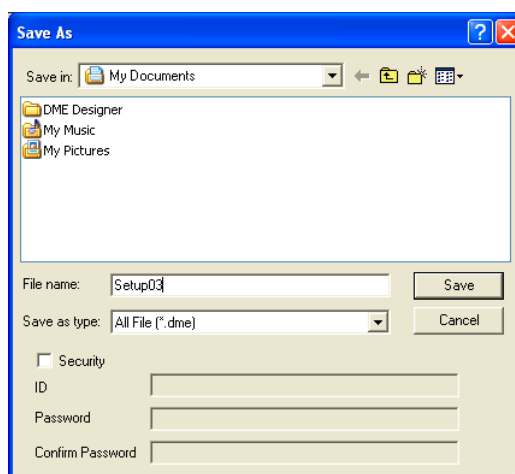 Save As
Save in: My Documents
DME Designer
My Music
My Pictures
File name: Setup03 Save
Save as type: All File (*.dme) Cancel
Security
ID
Password
Confirm Password